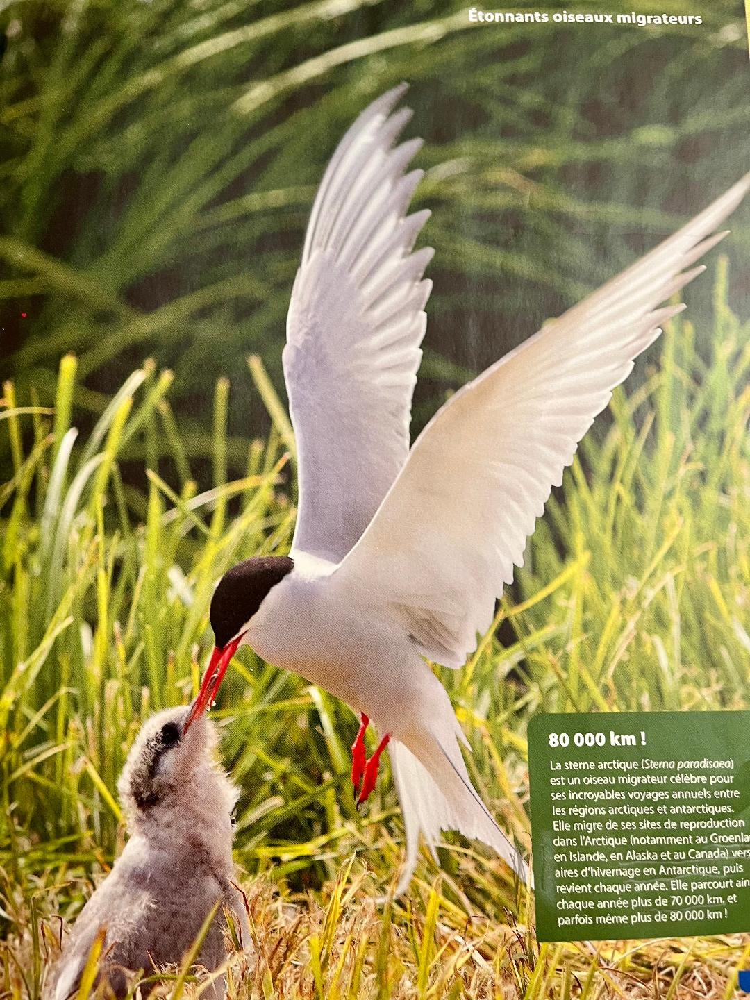 Étonnants oiseaux migrateurs
80 000 km !
La sterne arctique (Sterna paradisaea)
est un oiseau migrateur célèbre pour
ses incroyables voyages annuels entre
les régions arctiques et antarctiques.
Elle migre de ses sites de reproduction
dans l'Arctique (notamment au
en Islande, en Alaska et au Canada) vers
aires d'hivernage en Antarctique, puis
revient chaque année. Elle parcourt
chaque année plus de 70 000 km, et
parfois même plus de 80 000 km !